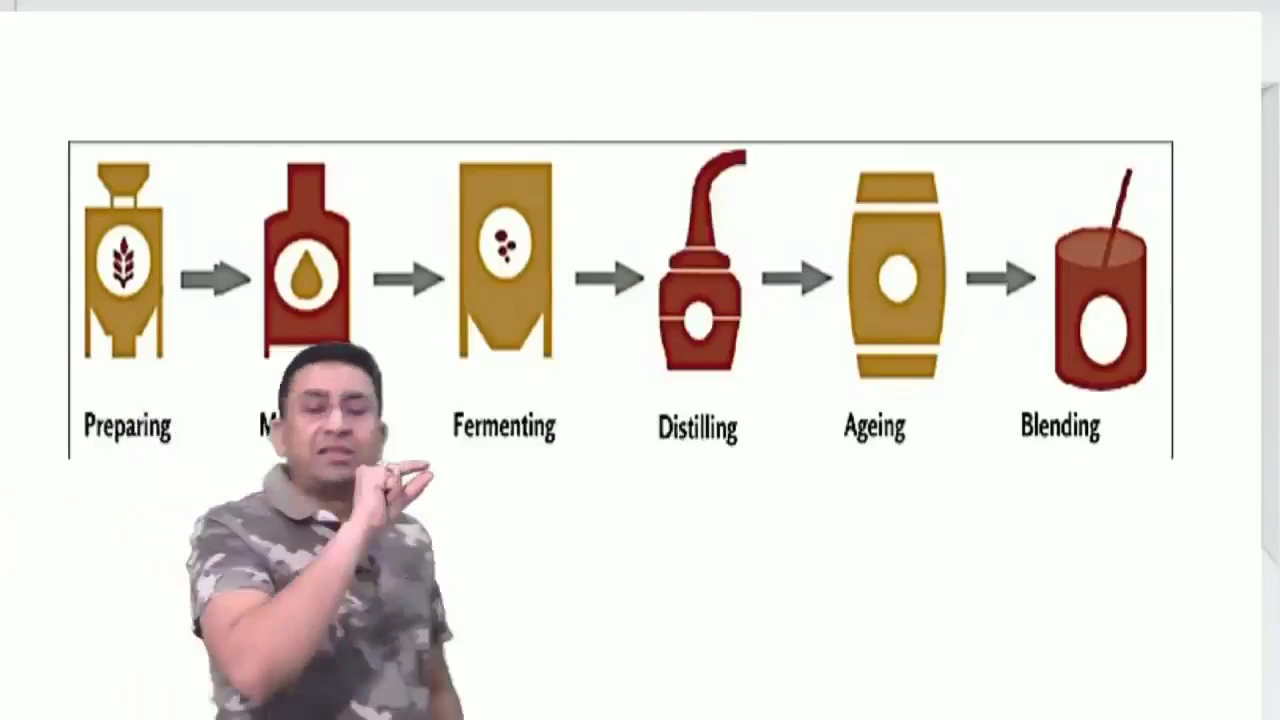 Preparing
Fermenting
Distilling
Ageing
Blending